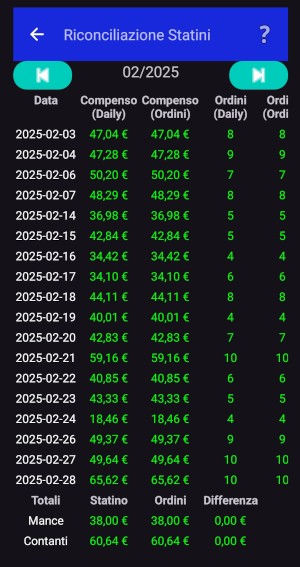 Riconciliazione Statini ?
02/2025
Data Compenso (Daily) Compenso (Ordini) Ordini (Daily) Ordi (Ordi
2025-02-03 47,04 € 47,04 € 8 8
2025-02-04 47,28 € 47,28 € 9 9
2025-02-06 50,20 € 50,20 € 7 7
2025-02-07 48,29 € 48,29 € 8 8
2025-02-14 36,98 € 36,98 € 5 5
2025-02-15 42,84 € 42,84 € 5 5
2025-02-16 34,42 € 34,42 € 4 4
2025-02-17 34,10 € 34,10 € 6 6
2025-02-18 44,11 € 44,11 € 8 8
2025-02-19 40,01 € 40,01 € 4 4
2025-02-20 42,83 € 42,83 € 7 7
2025-02-21 59,16 € 59,16 € 10 10
2025-02-22 40,85 € 40,85 € 6 6
2025-02-23 43,33 € 43,33 € 5 5
2025-02-24 18,46 € 18,46 € 4 4
2025-02-26 49,37 € 49,37 € 9 9
2025-02-27 49,64 € 49,64 € 10 10
2025-02-28 65,62 € 65,62 € 10 10
Totali Statino Ordini Differenza
Mance 38,00 € 38,00 € 0,00 €
Contanti 60,64 € 60,64 € 0,00 €